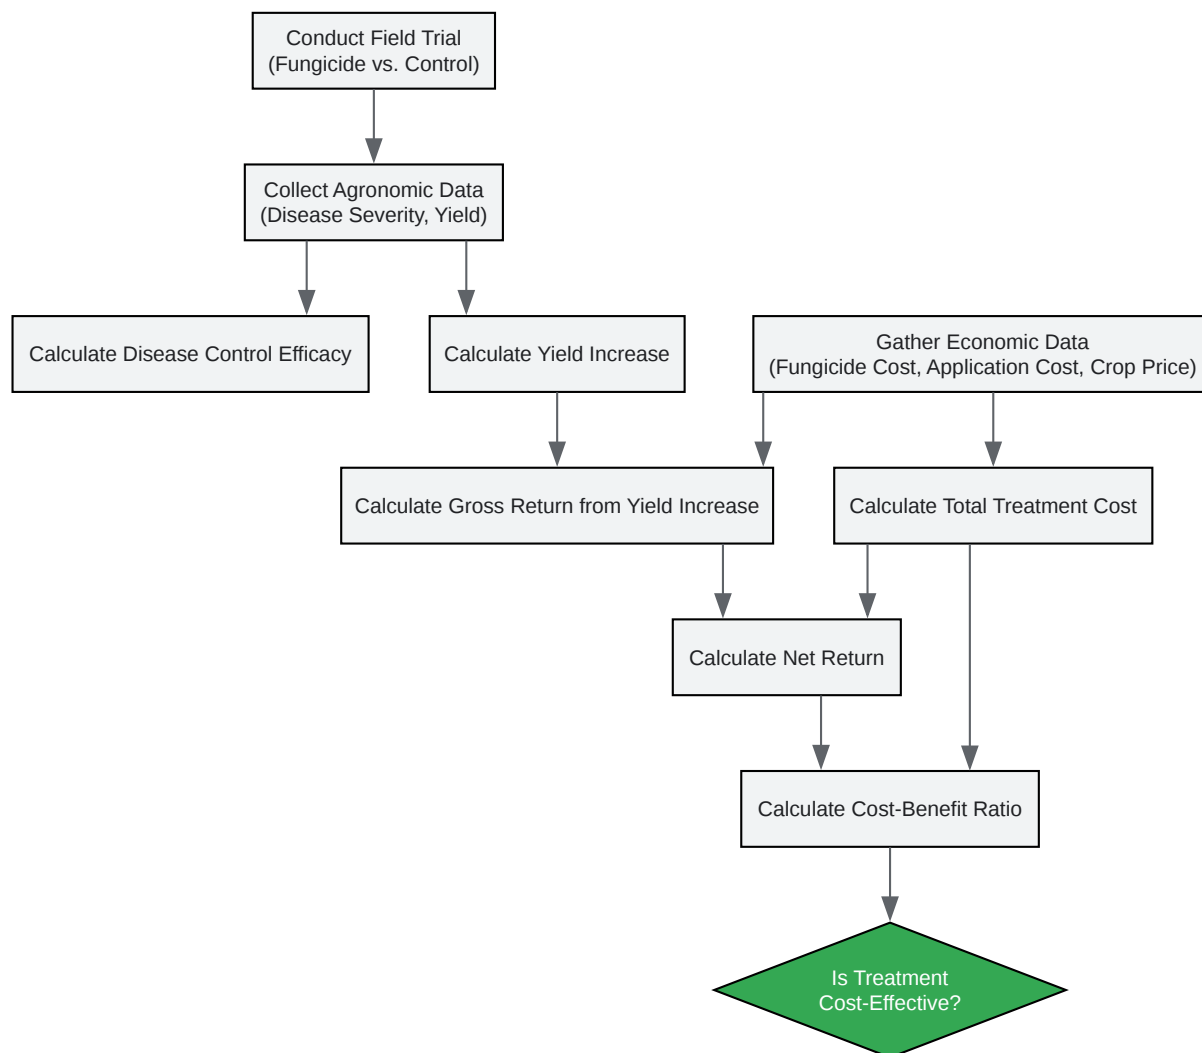 Conduct Field Trial
(Fungicide vs. Control)
Collect Agronomic Data
(Disease Severity, Yield)
Calculate Disease Control Efficacy
Calculate Yield Increase
Gather Economic Data
(Fungicide Cost, Application Cost, Crop Price)
Calculate Gross Return from Yield Increase
Calculate Total Treatment Cost
Calculate Net Return
Calculate Cost-Benefit Ratio
Is Treatment
Cost-Effective?